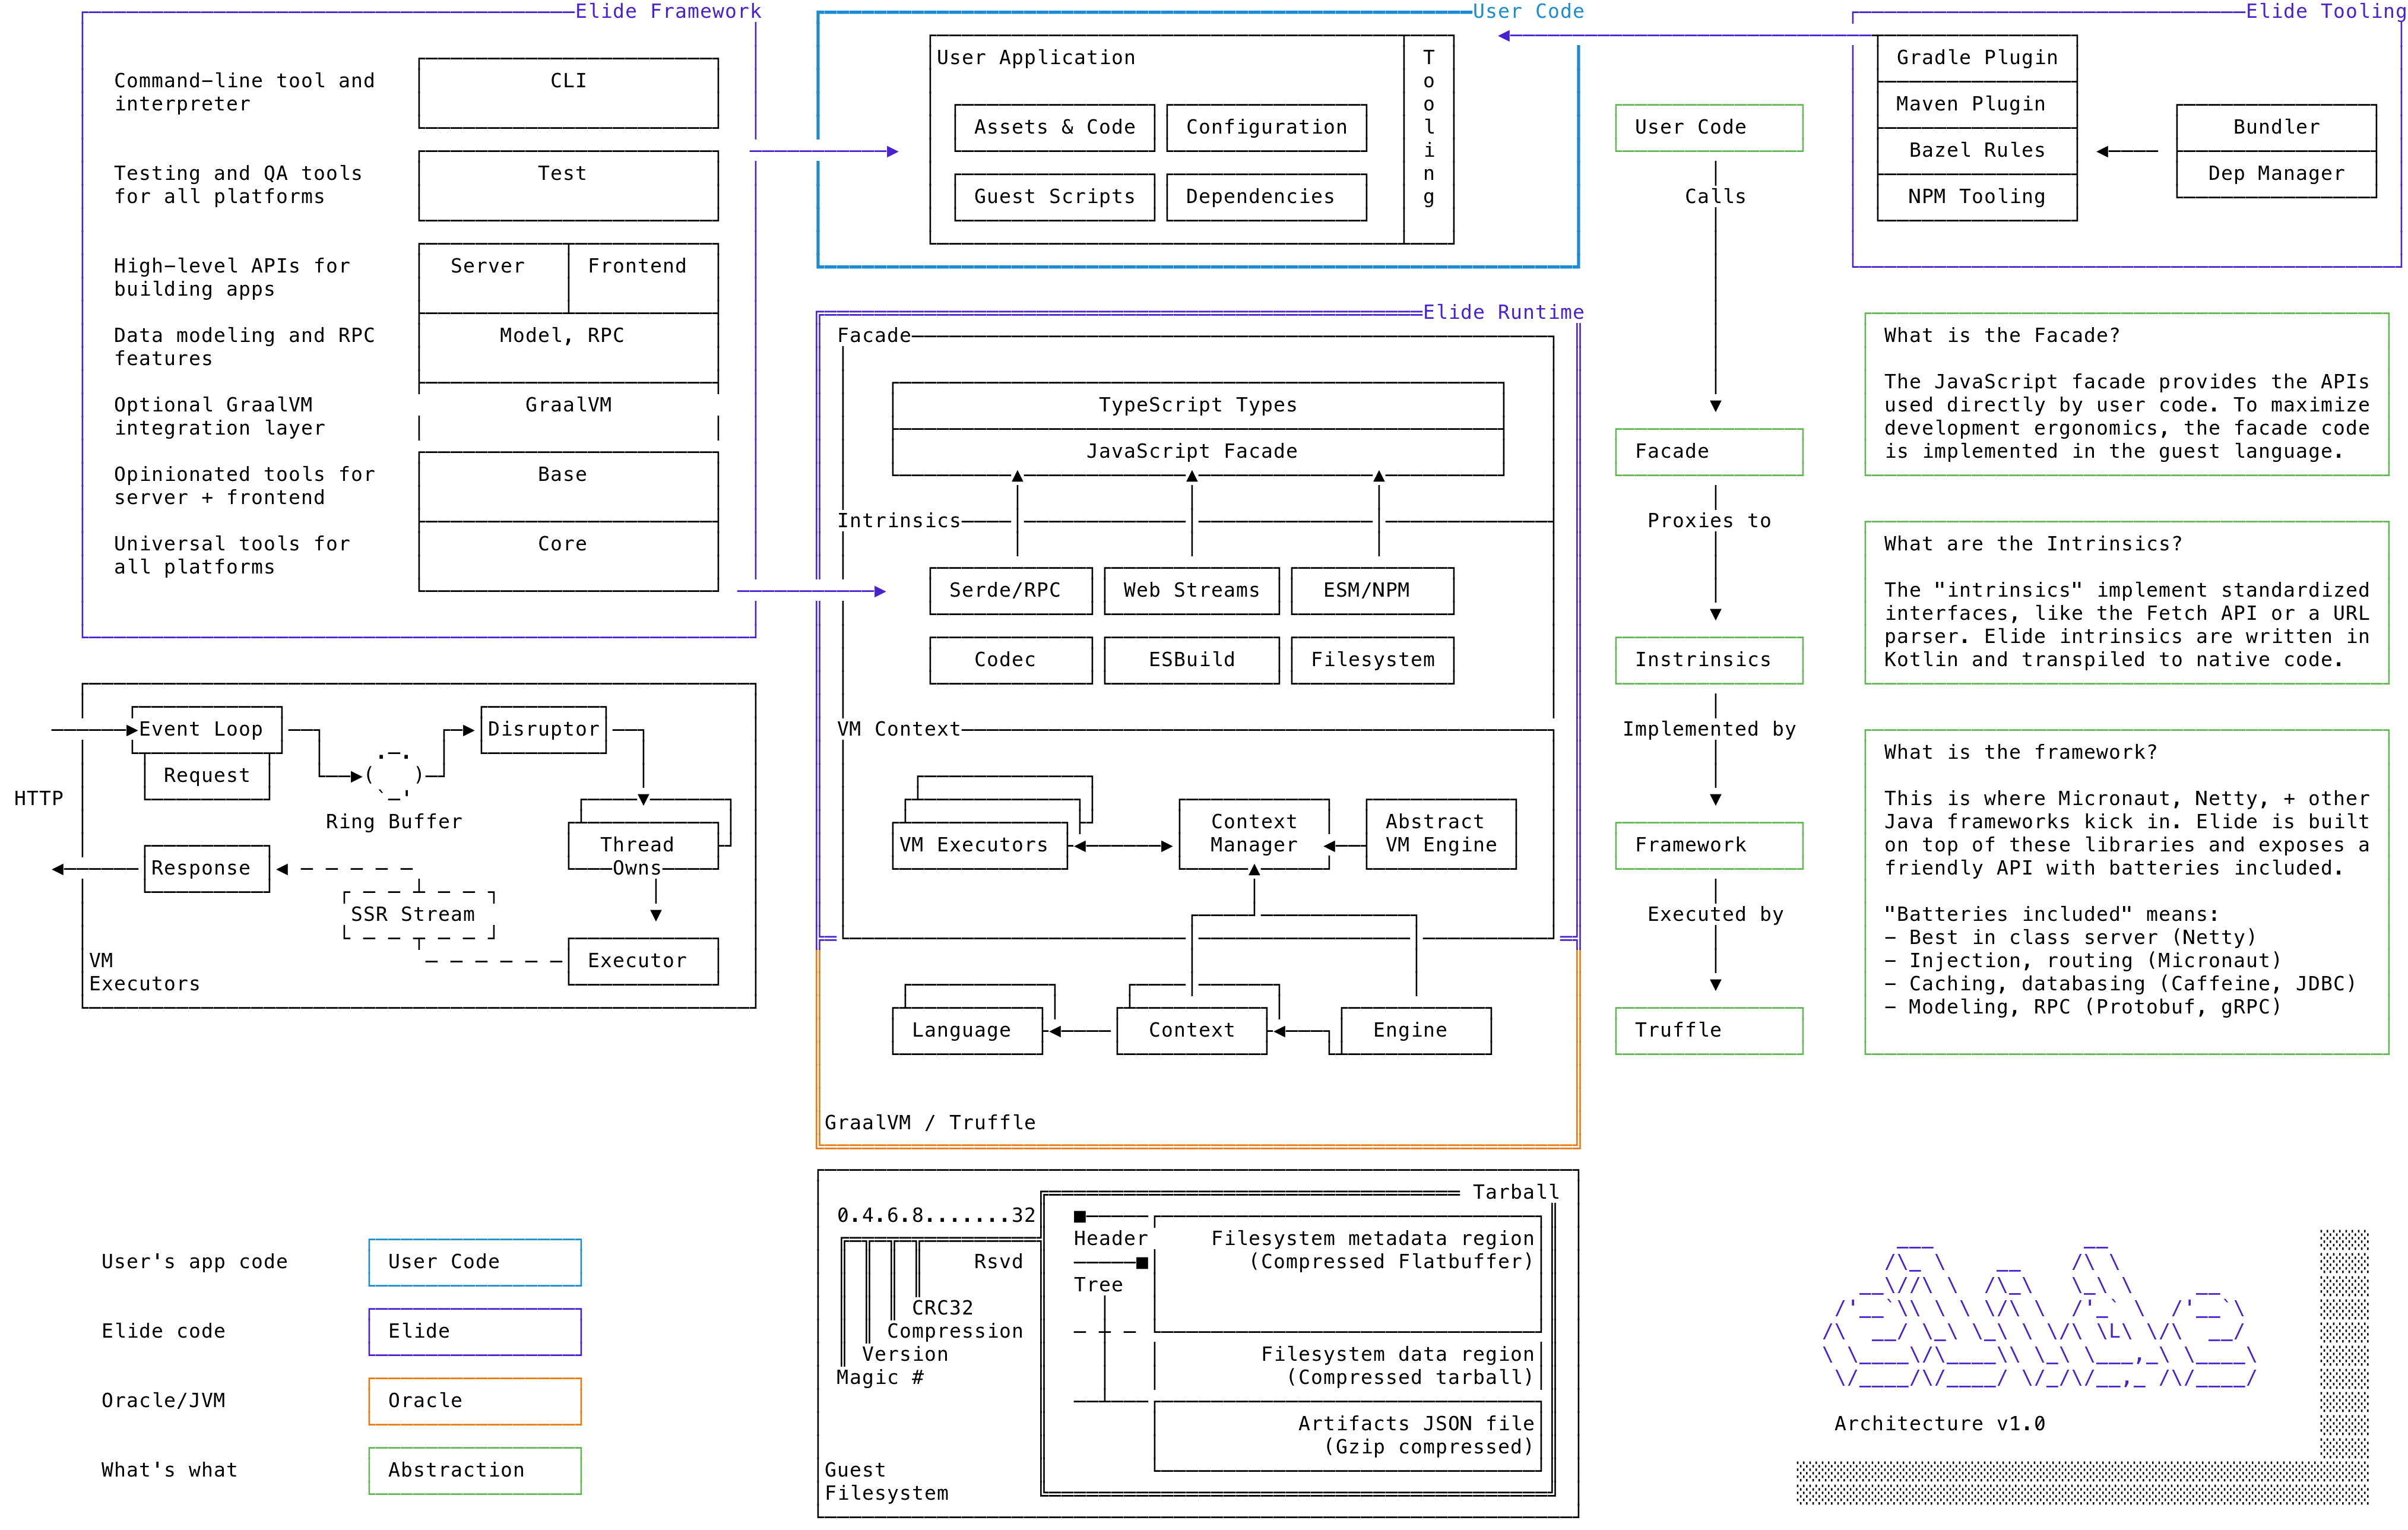 Elide Framework
Command-line tool and
interpreter
CLI
Testing and QA tools
for all platforms
Test
High-level APIs for
building apps
Server
Frontend
Data modeling and RPC
features
Model, RPC
Optional GraalVM
integration layer
GraalVM
Opinionated tools for
server + frontend
Base
Universal tools for
all platforms
Core
User Code
User Application
Tooling
Assets & Code
Configuration
Guest Scripts
Dependencies
Elide Tooling
Gradle Plugin
Maven Plugin
Bazel Rules
NPM Tooling
Bundler
Dep Manager
Elide Runtime
Facade
TypeScript Types
JavaScript Facade
Intrinsics
Serde/RPC
Web Streams
ESM/NPM
Codec
ESBuild
Filesystem
VM Context
VM Executors
Context
Manager
Abstract
VM Engine
Language
Context
Engine
GraalVM / Truffle
User Code
Calls
Facade
Proxies to
Instrinsics
Implemented by
Framework
Executed by
Truffle
What is the Facade?
The JavaScript facade provides the APIs
used directly by user code. To maximize
development ergonomics, the facade code
is implemented in the guest language.
What are the Intrinsics?
The "intrinsics" implement standardized
interfaces, like the Fetch API or a URL
parser. Elide intrinsics are written in
Kotlin and transpiled to native code.
What is the framework?
This is where Micronaut, Netty, + other
Java frameworks kick in. Elide is built
on top of these libraries and exposes a
friendly API with batteries included.
"Batteries included" means:
- Best in class server (Netty)
- Injection, routing (Micronaut)
- Caching, databasing (Caffeine, JDBC)
- Modeling, RPC (Protobuf, gRPC)
HTTP
Event Loop
Request
Ring Buffer
Disruptor
Thread
Owns
Response
SSR Stream
Executor
VM
Executors
User's app code
User Code
Elide code
Elide
Oracle/JVM
Oracle
What's what
Abstraction
0.4.6.8.......32
Rsvd
CRC32
Compression
Version
Magic #
Guest
Filesystem
Tarball
Header
Tree
Filesystem metadata region
(Compressed Flatbuffer)
Filesystem data region
(Compressed tarball)
Artifacts JSON file
(Gzip compressed)
elide
Architecture v1.0